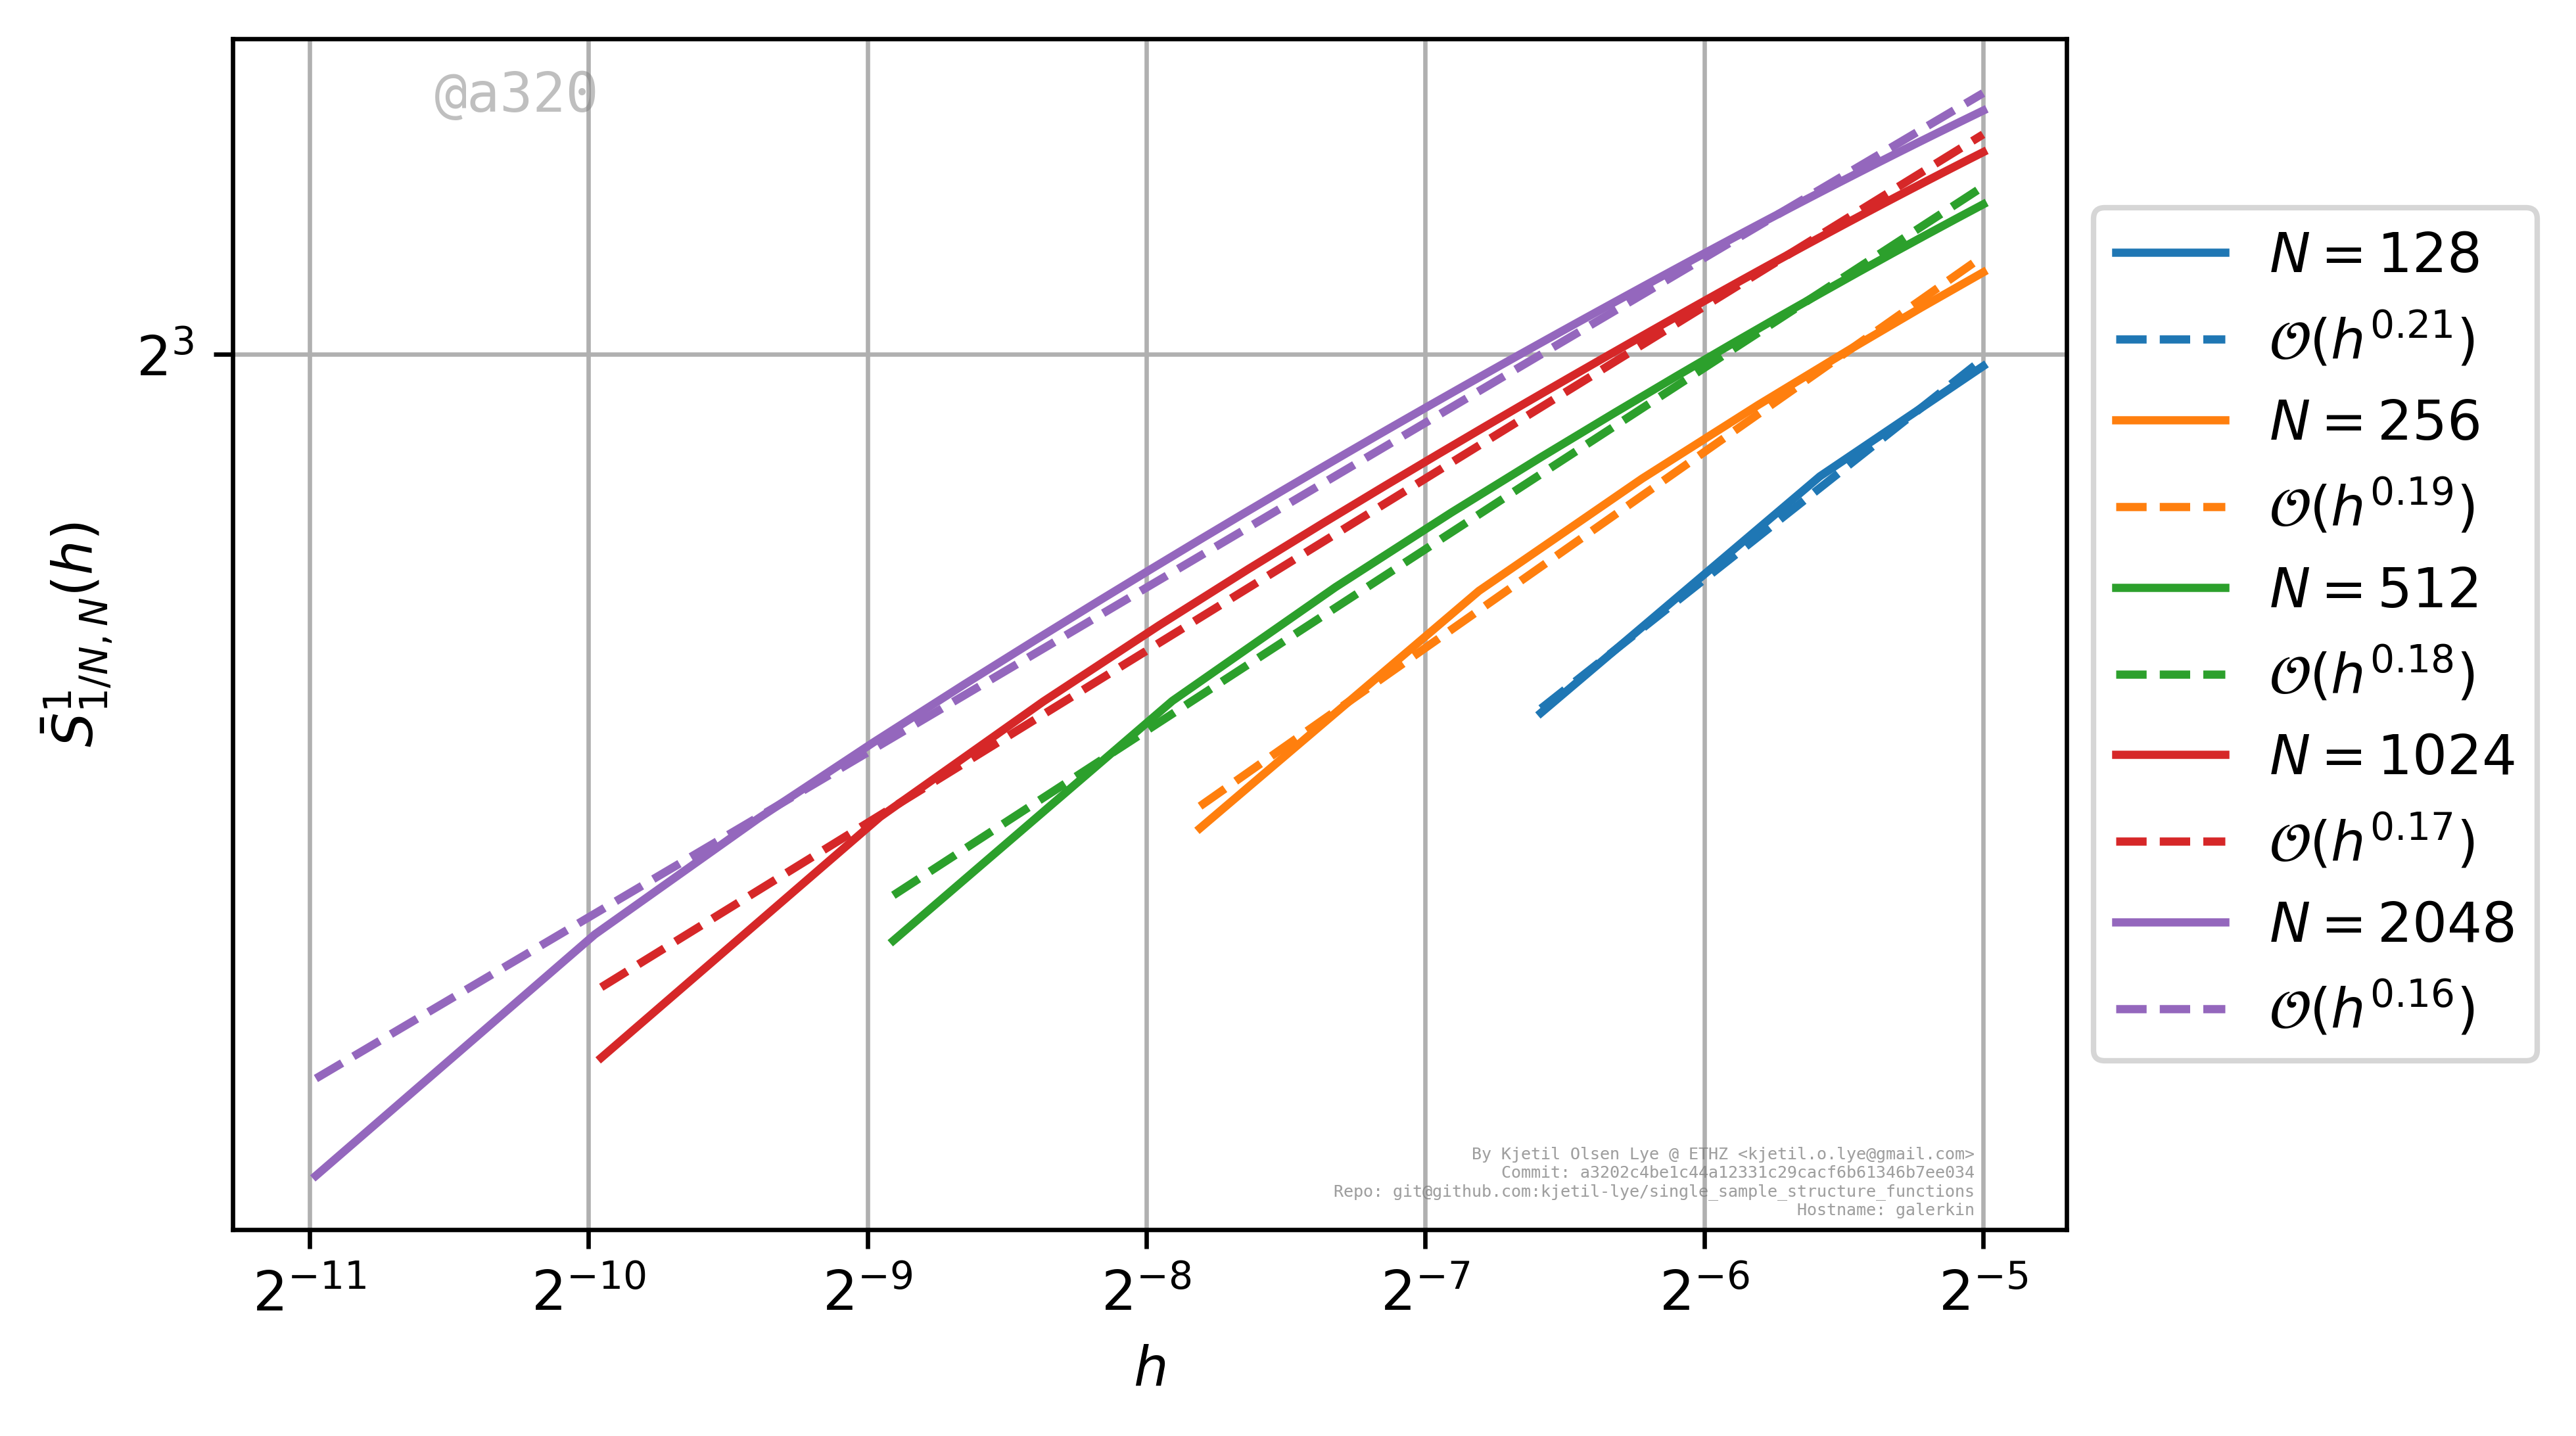 @a320
2^3
S̄^1_{1/N,N}(h)
By Kjetil Olsen Lye @ ETHZ <kjetil.o.lye@gmail.com>
Commit: a3202c4be1c44a12331c29cacf6b61346b7ee034
Repo: git@github.com:kjetil-lye/single_sample_structure_functions
Hostname: galerkin
2^{-11} 2^{-10} 2^{-9} 2^{-8} 2^{-7} 2^{-6} 2^{-5}
h
N = 128
𝒪(h^{0.21})
N = 256
𝒪(h^{0.19})
N = 512
𝒪(h^{0.18})
N = 1024
𝒪(h^{0.17})
N = 2048
𝒪(h^{0.16})